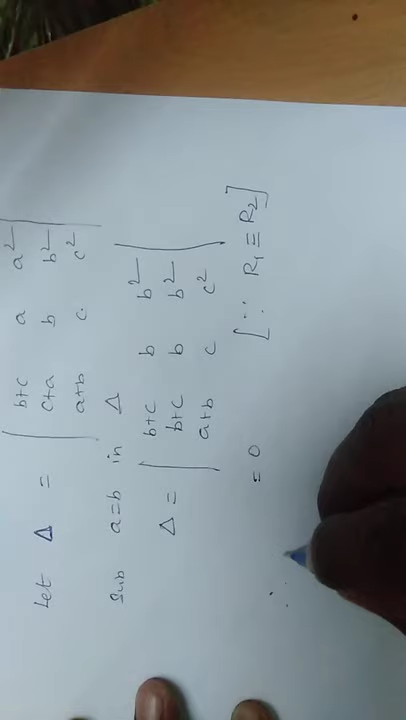 Let Δ = | b+c a a²
c+a b b²
a+b c c² |
Sub a=b in Δ
Δ = | b+c b b²
b+c b b²
a+b c c² |
= 0 [∵ R₁ ≡ R₂]
∴